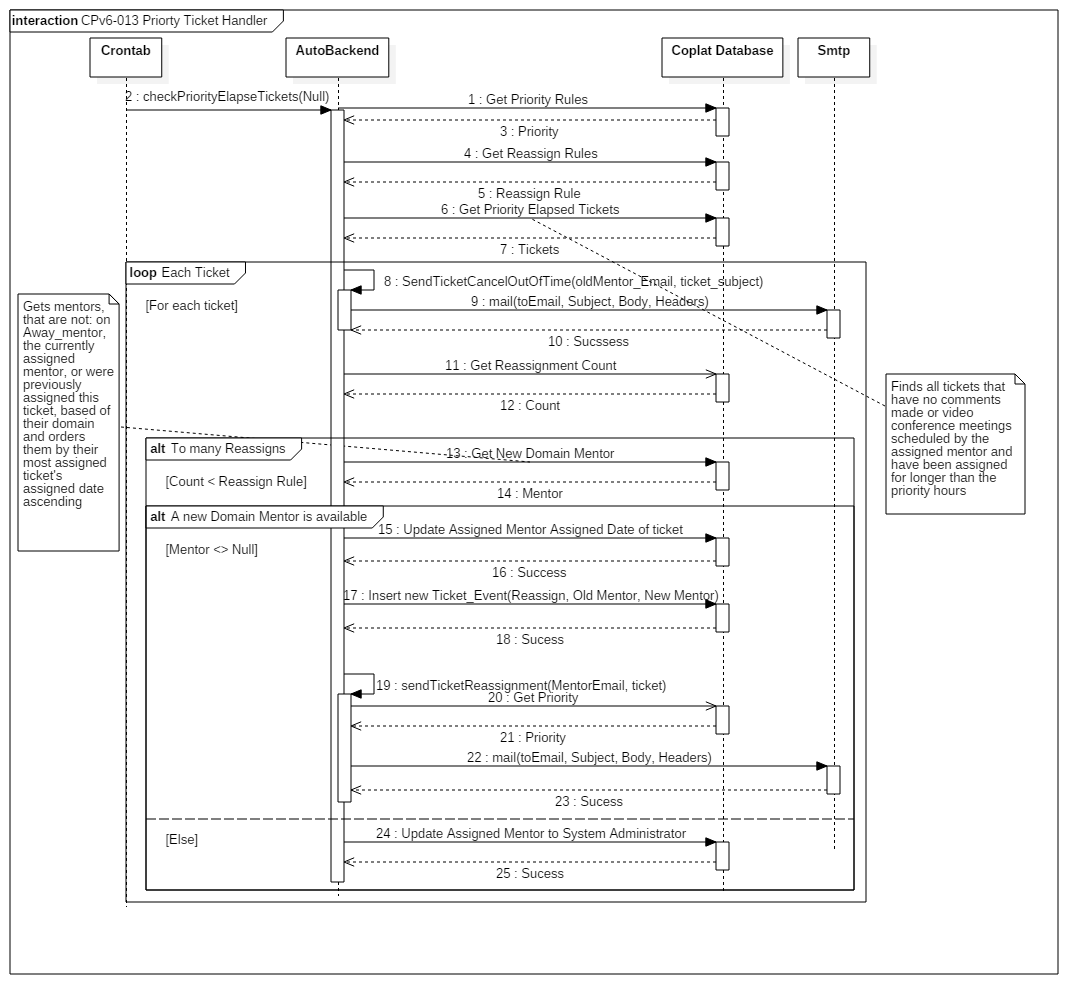 interaction CPv6-013 Priorty Ticket Handler
Crontab
AutoBackend
Coplat Database
Smtp
2 : checkPriorityElapseTickets(Null)
1 : Get Priority Rules
3 : Priority
4 : Get Reassign Rules
5 : Reassign Rule
6 : Get Priority Elapsed Tickets
7 : Tickets
loop Each Ticket
[For each ticket]
8 : SendTicketCancelOutOfTime(oldMentor_Email, ticket_subject)
9 : mail(toEmail, Subject, Body, Headers)
10 : Sucssess
11 : Get Reassignment Count
12 : Count
Gets mentors,
that are not: on
Away_mentor,
the currently
assigned
mentor, or were
previously
assigned this
ticket, based of
their domain
and orders
them by their
most assigned
ticket's
assigned date
ascending
Finds all tickets that
have no comments
made or video
conference meetings
scheduled by the
assigned mentor and
have been assigned
for longer than the
priority hours
alt To many Reassigns
[Count < Reassign Rule]
13 : Get New Domain Mentor
14 : Mentor
alt A new Domain Mentor is available
[Mentor <> Null]
15 : Update Assigned Mentor Assigned Date of ticket
16 : Success
17 : Insert new Ticket_Event(Reassign, Old Mentor, New Mentor)
18 : Sucess
19 : sendTicketReassignment(MentorEmail, ticket)
20 : Get Priority
21 : Priority
22 : mail(toEmail, Subject, Body, Headers)
23 : Sucess
[Else]
24 : Update Assigned Mentor to System Administrator
25 : Sucess